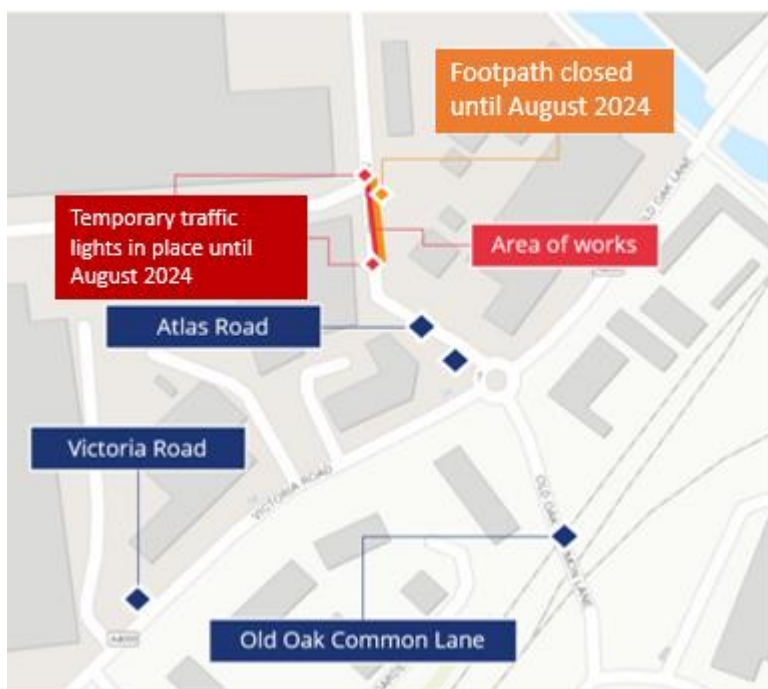 Footpath closed
until August 2024
Temporary traffic
lights in place until
August 2024
Area of works
OLD OAK LANE
Atlas Road
Victoria Road
VICTORIA ROAD
OLD OAK
MON LANE
Old Oak Common Lane